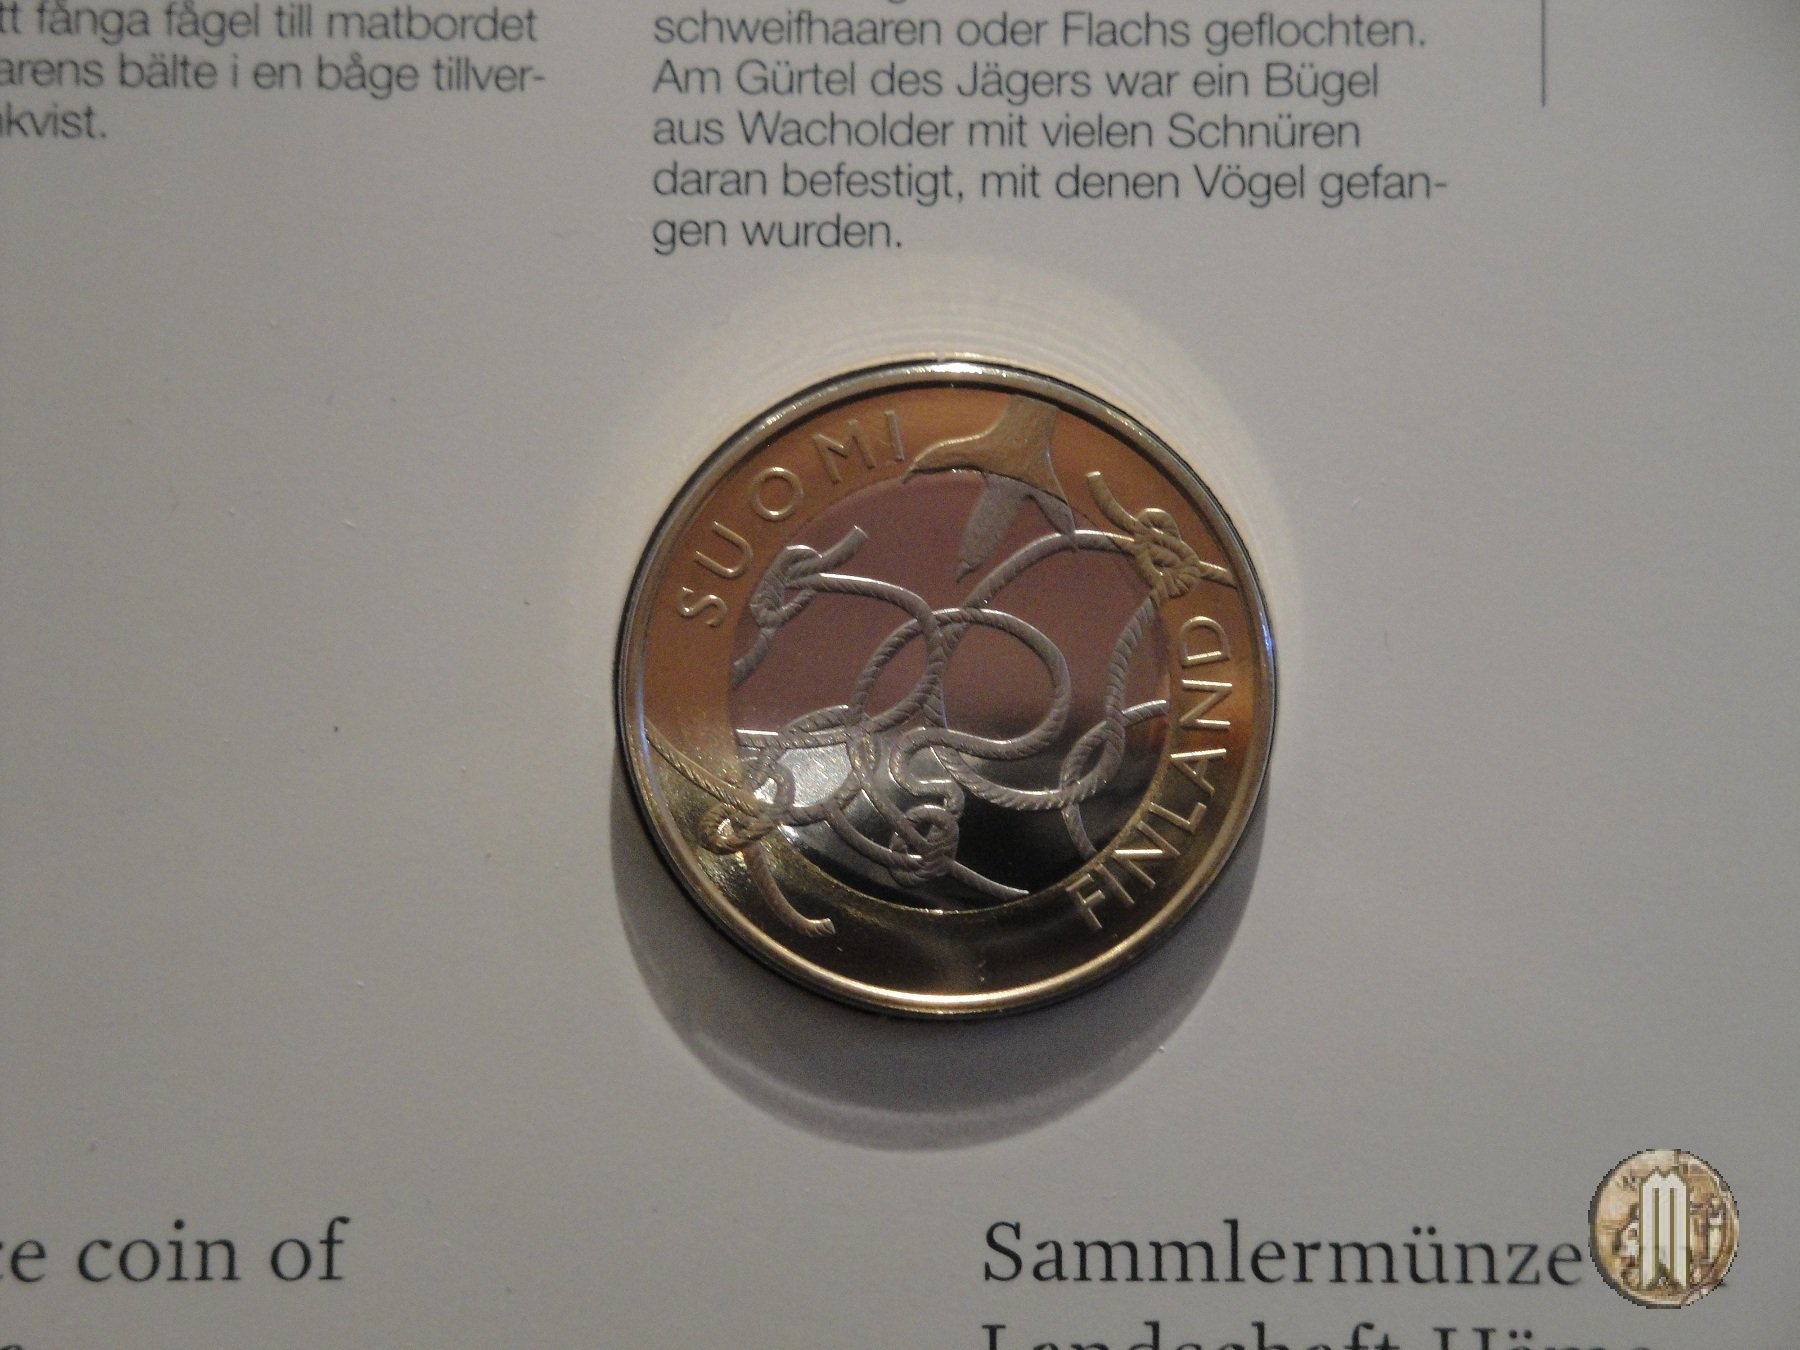 fånga fågel till matbordet
arens bälte i en båge tillver-
kvist.
schweifhaaren oder Flachs geflochten.
Am Gürtel des Jägers war ein Bügel
aus Wacholder mit vielen Schnüren
daran befestigt, mit denen Vögel gefan-
gen wurden.
SUOMI
FINLAND
coin of
Sammlermünze
Landschaft